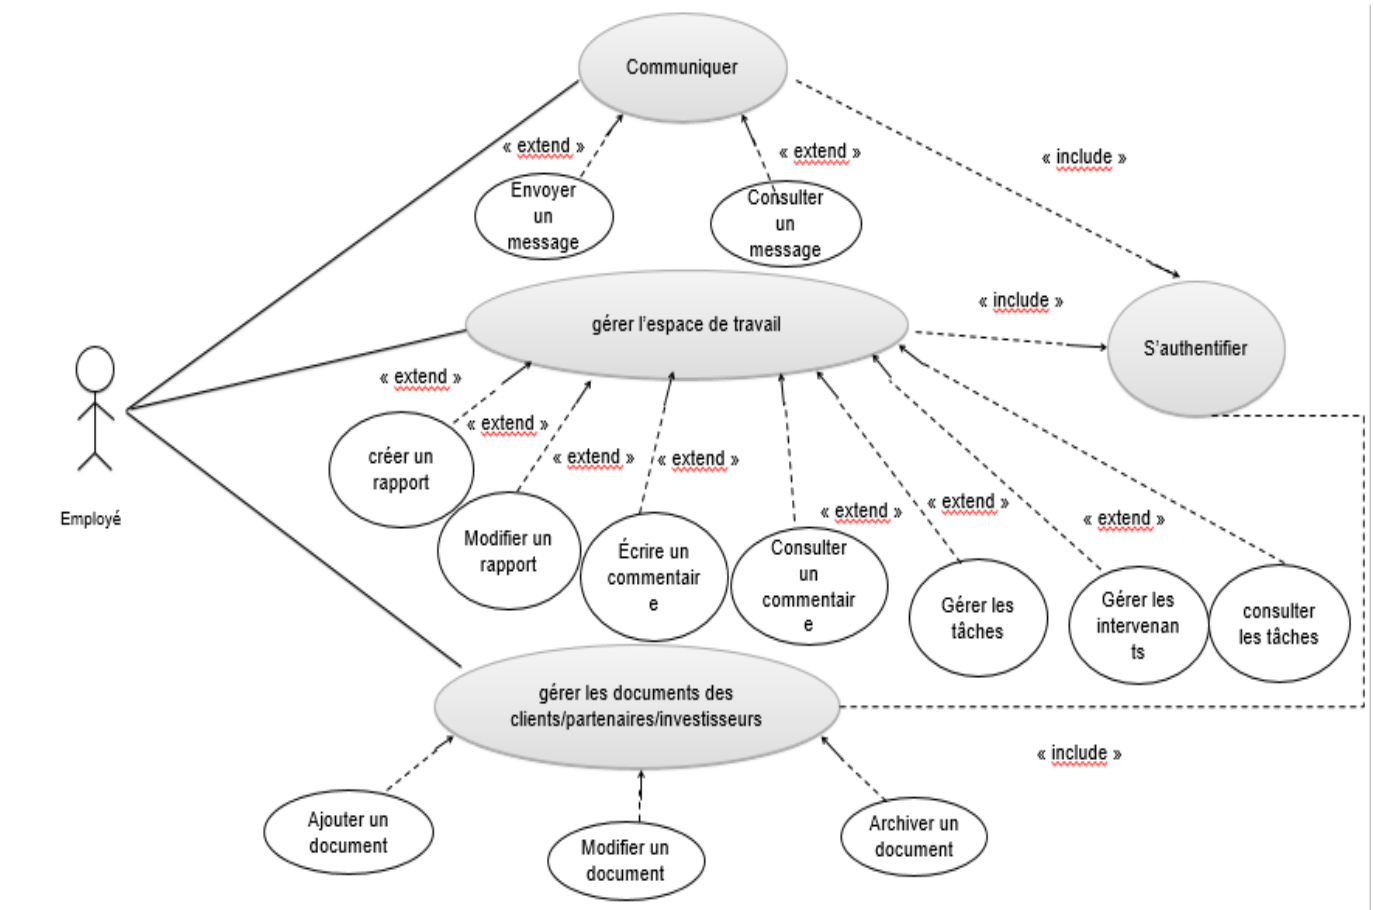 Communiquer
« extend »
« extend »
« include »
Envoyer
un
message
Consulter
un
message
« include »
gérer l'espace de travail
S'authentifier
« extend »
« extend »
« extend »
« extend »
créer un
rapport
« extend »
« extend »
« extend »
Modifier un
rapport
Écrire un
commentair
e
Consulter
un
commentair
e
Gérer les
tâches
Gérer les
intervenan
ts
consulter
les tâches
Employé
gérer les documents des
clients/partenaires/investisseurs
« include »
Ajouter un
document
Modifier un
document
Archiver un
document